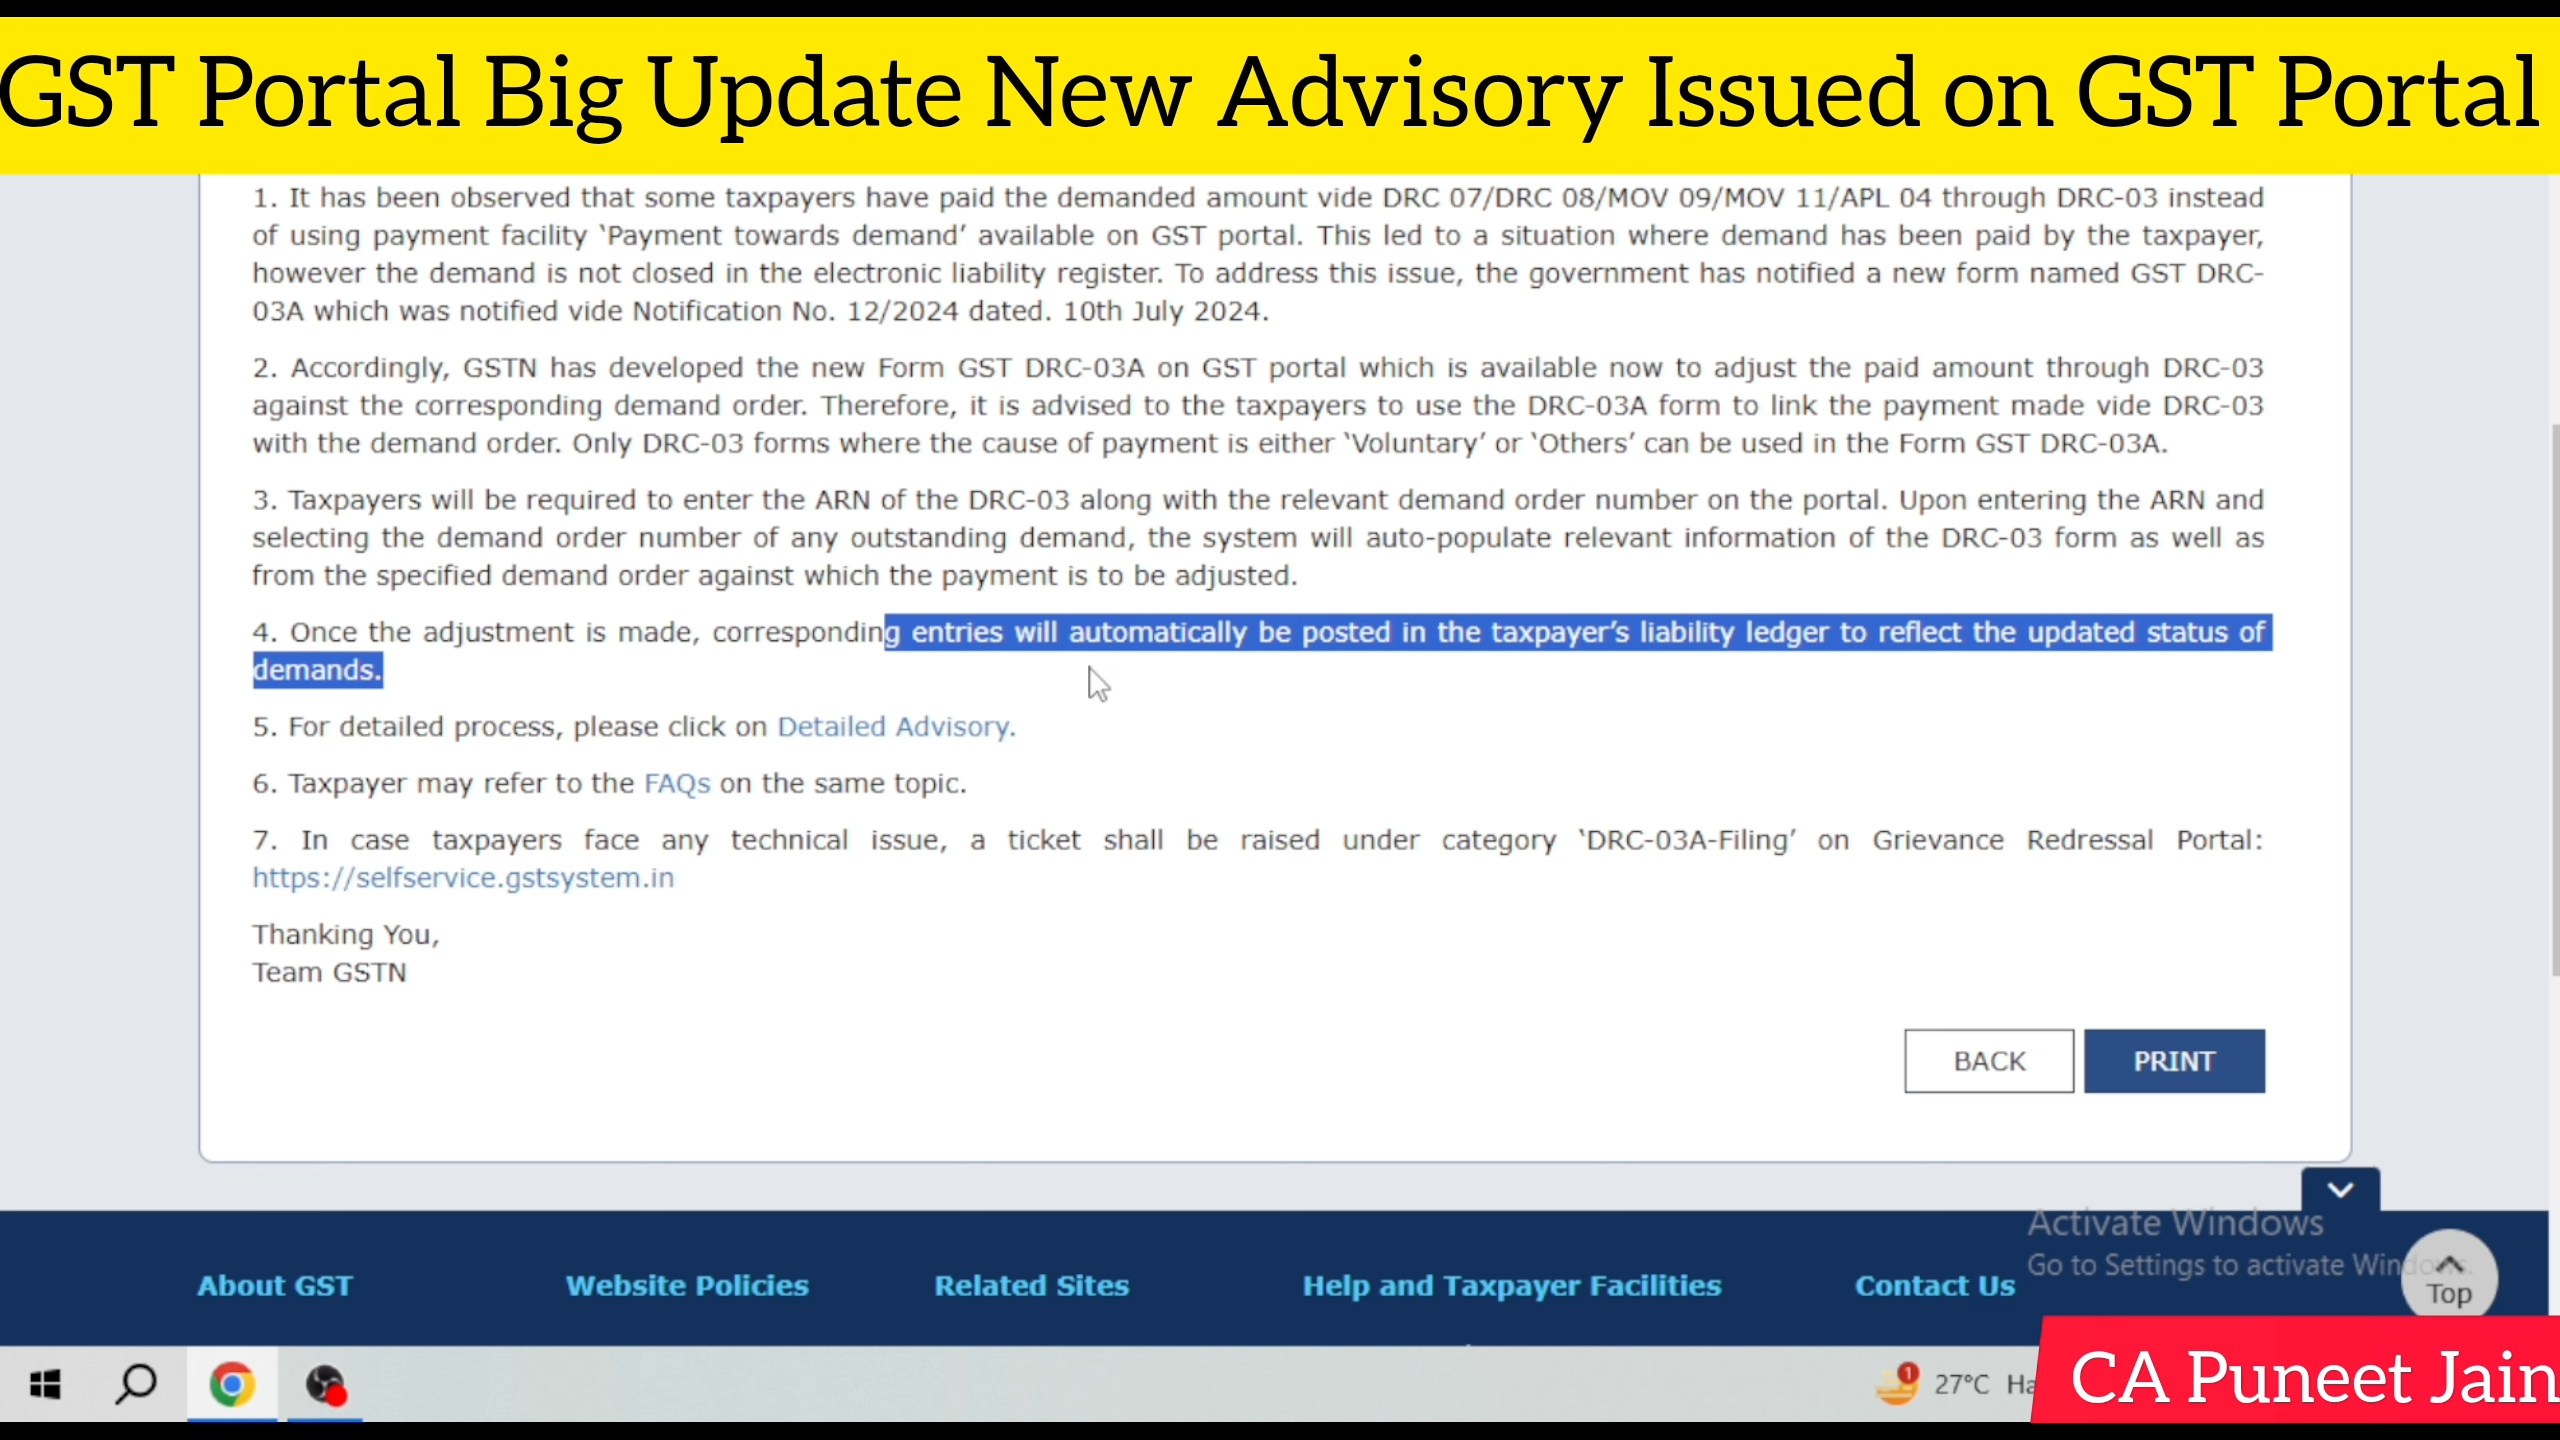 GST Portal Big Update New Advisory Issued on GST Portal
1. It has been observed that some taxpayers have paid the demanded amount vide DRC 07/DRC 08/MOV 09/MOV 11/APL 04 through DRC-03 instead
of using payment facility ‘Payment towards demand’ available on GST portal. This led to a situation where demand has been paid by the taxpayer,
however the demand is not closed in the electronic liability register. To address this issue, the government has notified a new form named GST DRC-
03A which was notified vide Notification No. 12/2024 dated. 10th July 2024.
2. Accordingly, GSTN has developed the new Form GST DRC-03A on GST portal which is available now to adjust the paid amount through DRC-03
against the corresponding demand order. Therefore, it is advised to the taxpayers to use the DRC-03A form to link the payment made vide DRC-03
with the demand order. Only DRC-03 forms where the cause of payment is either ‘Voluntary’ or ‘Others’ can be used in the Form GST DRC-03A.
3. Taxpayers will be required to enter the ARN of the DRC-03 along with the relevant demand order number on the portal. Upon entering the ARN and
selecting the demand order number of any outstanding demand, the system will auto-populate relevant information of the DRC-03 form as well as
from the specified demand order against which the payment is to be adjusted.
4. Once the adjustment is made, corresponding entries will automatically be posted in the taxpayer’s liability ledger to reflect the updated status of
demands.
5. For detailed process, please click on Detailed Advisory.
6. Taxpayer may refer to the FAQs on the same topic.
7. In case taxpayers face any technical issue, a ticket shall be raised under category ‘DRC-03A-Filing’ on Grievance Redressal Portal:
https://selfservice.gstsystem.in
Thanking You,
Team GSTN
BACK PRINT
Activate Windows
Go to Settings to activate Windows.
About GST Website Policies Related Sites Help and Taxpayer Facilities Contact Us
Top
1 27°C
CA Puneet Jain